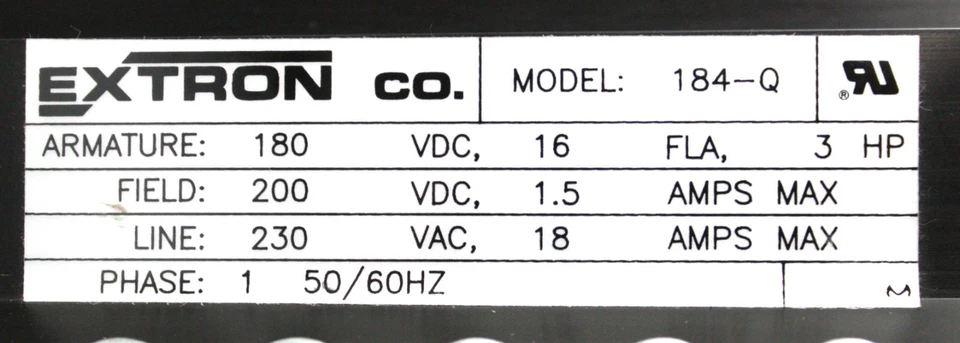 EXTRON CO. MODEL: 184-Q ®
ARMATURE: 180 VDC, 16 FLA, 3 HP
FIELD: 200 VDC, 1.5 AMPS MAX
LINE: 230 VAC, 18 AMPS MAX
PHASE: 1 50/60HZ